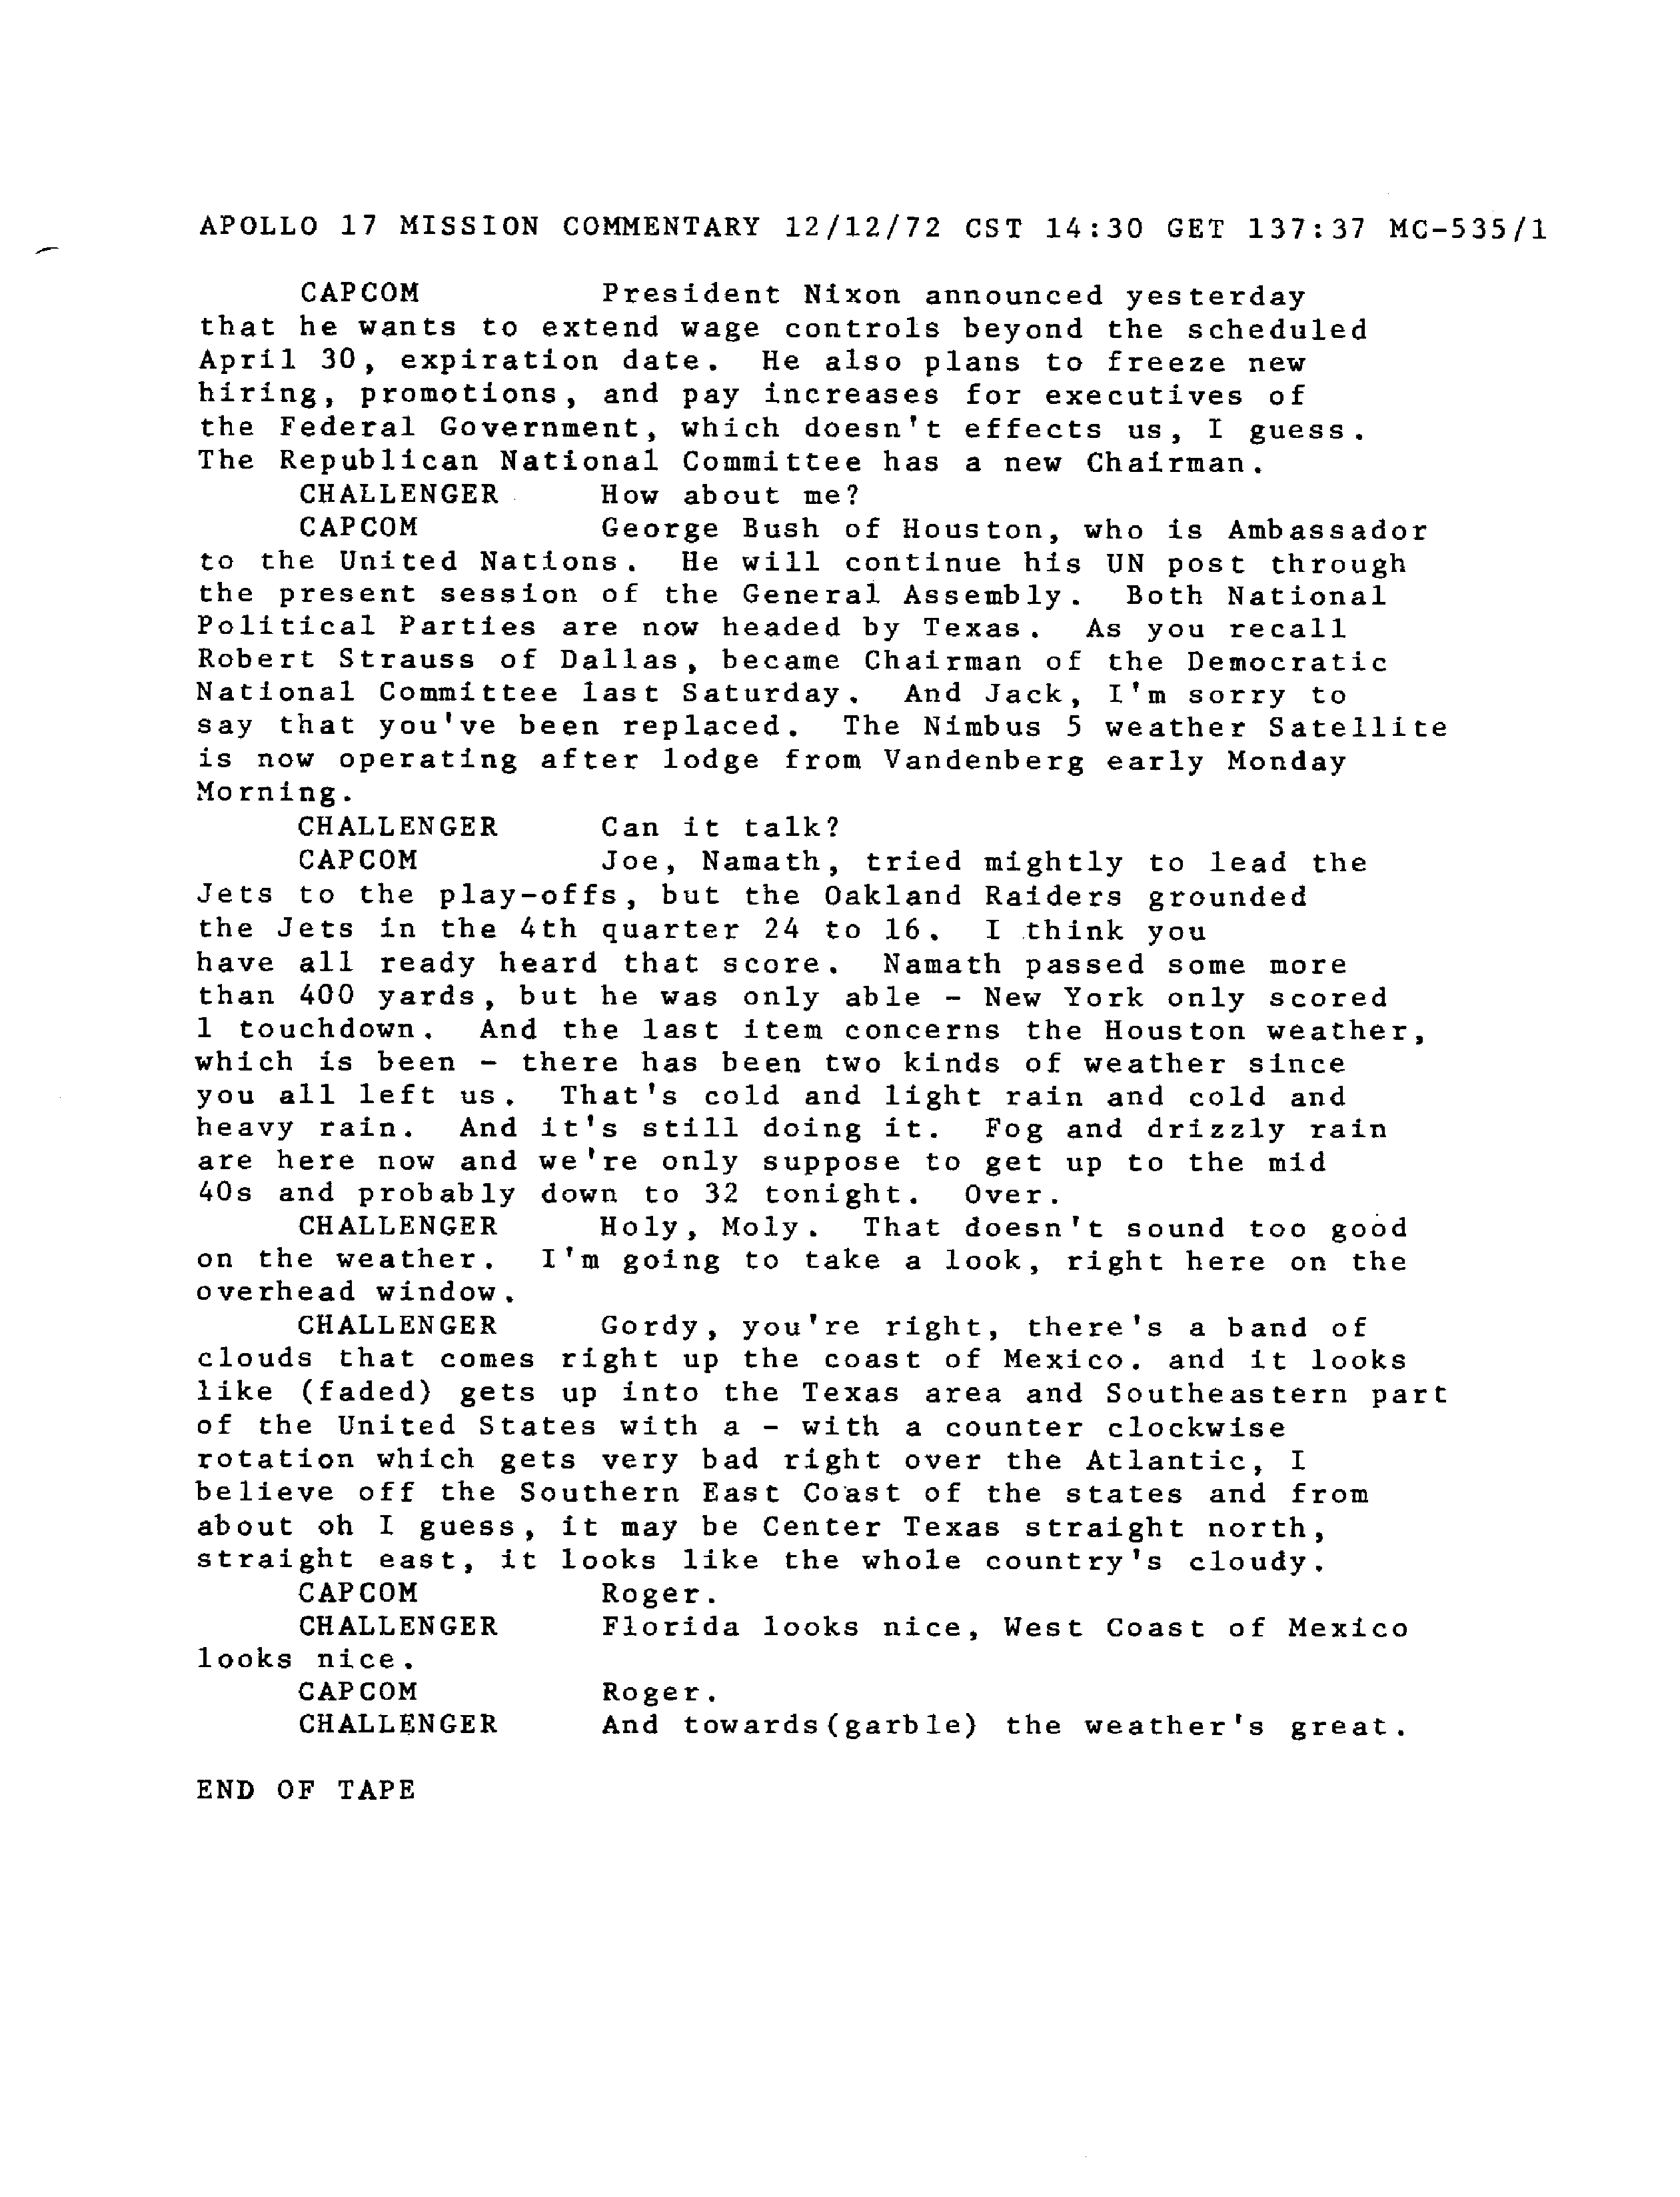 APOLLO 17 MISSION COMMENTARY 12/12/72 CST 14:30 GET 137:37 MC-535/1
CAPCOM President Nixon announced yesterday
that he wants to extend wage controls beyond the scheduled
April 30, expiration date. He also plans to freeze new
hiring, promotions, and pay increases for executives of
the Federal Government, which doesn't effects us, I guess.
The Republican National Committee has a new Chairman.
CHALLENGER How about me?
CAPCOM George Bush of Houston, who is Ambassador
to the United Nations. He will continue his UN post through
the present session of the General Assembly. Both National
Political Parties are now headed by Texas. As you recall
Robert Strauss of Dallas, became Chairman of the Democratic
National Committee last Saturday. And Jack, I'm sorry to
say that you've been replaced. The Nimbus 5 weather Satellite
is now operating after lodge from Vandenberg early Monday
Morning.
CHALLENGER Can it talk?
CAPCOM Joe, Namath, tried mightly to lead the
Jets to the play-offs, but the Oakland Raiders grounded
the Jets in the 4th quarter 24 to 16. I think you
have all ready heard that score. Namath passed some more
than 400 yards, but he was only able - New York only scored
1 touchdown. And the last item concerns the Houston weather,
which is been - there has been two kinds of weather since
you all left us. That's cold and light rain and cold and
heavy rain. And it's still doing it. Fog and drizzly rain
are here now and we're only suppose to get up to the mid
40s and probably down to 32 tonight. Over.
CHALLENGER Holy, Moly. That doesn't sound too good
on the weather. I'm going to take a look, right here on the
overhead window.
CHALLENGER Gordy, you're right, there's a band of
clouds that comes right up the coast of Mexico. and it looks
like (faded) gets up into the Texas area and Southeastern part
of the United States with a - with a counter clockwise
rotation which gets very bad right over the Atlantic, I
believe off the Southern East Coast of the states and from
about oh I guess, it may be Center Texas straight north,
straight east, it looks like the whole country's cloudy.
CAPCOM Roger.
CHALLENGER Florida looks nice, West Coast of Mexico
looks nice.
CAPCOM Roger.
CHALLENGER And towards(garble) the weather's great.
END OF TAPE